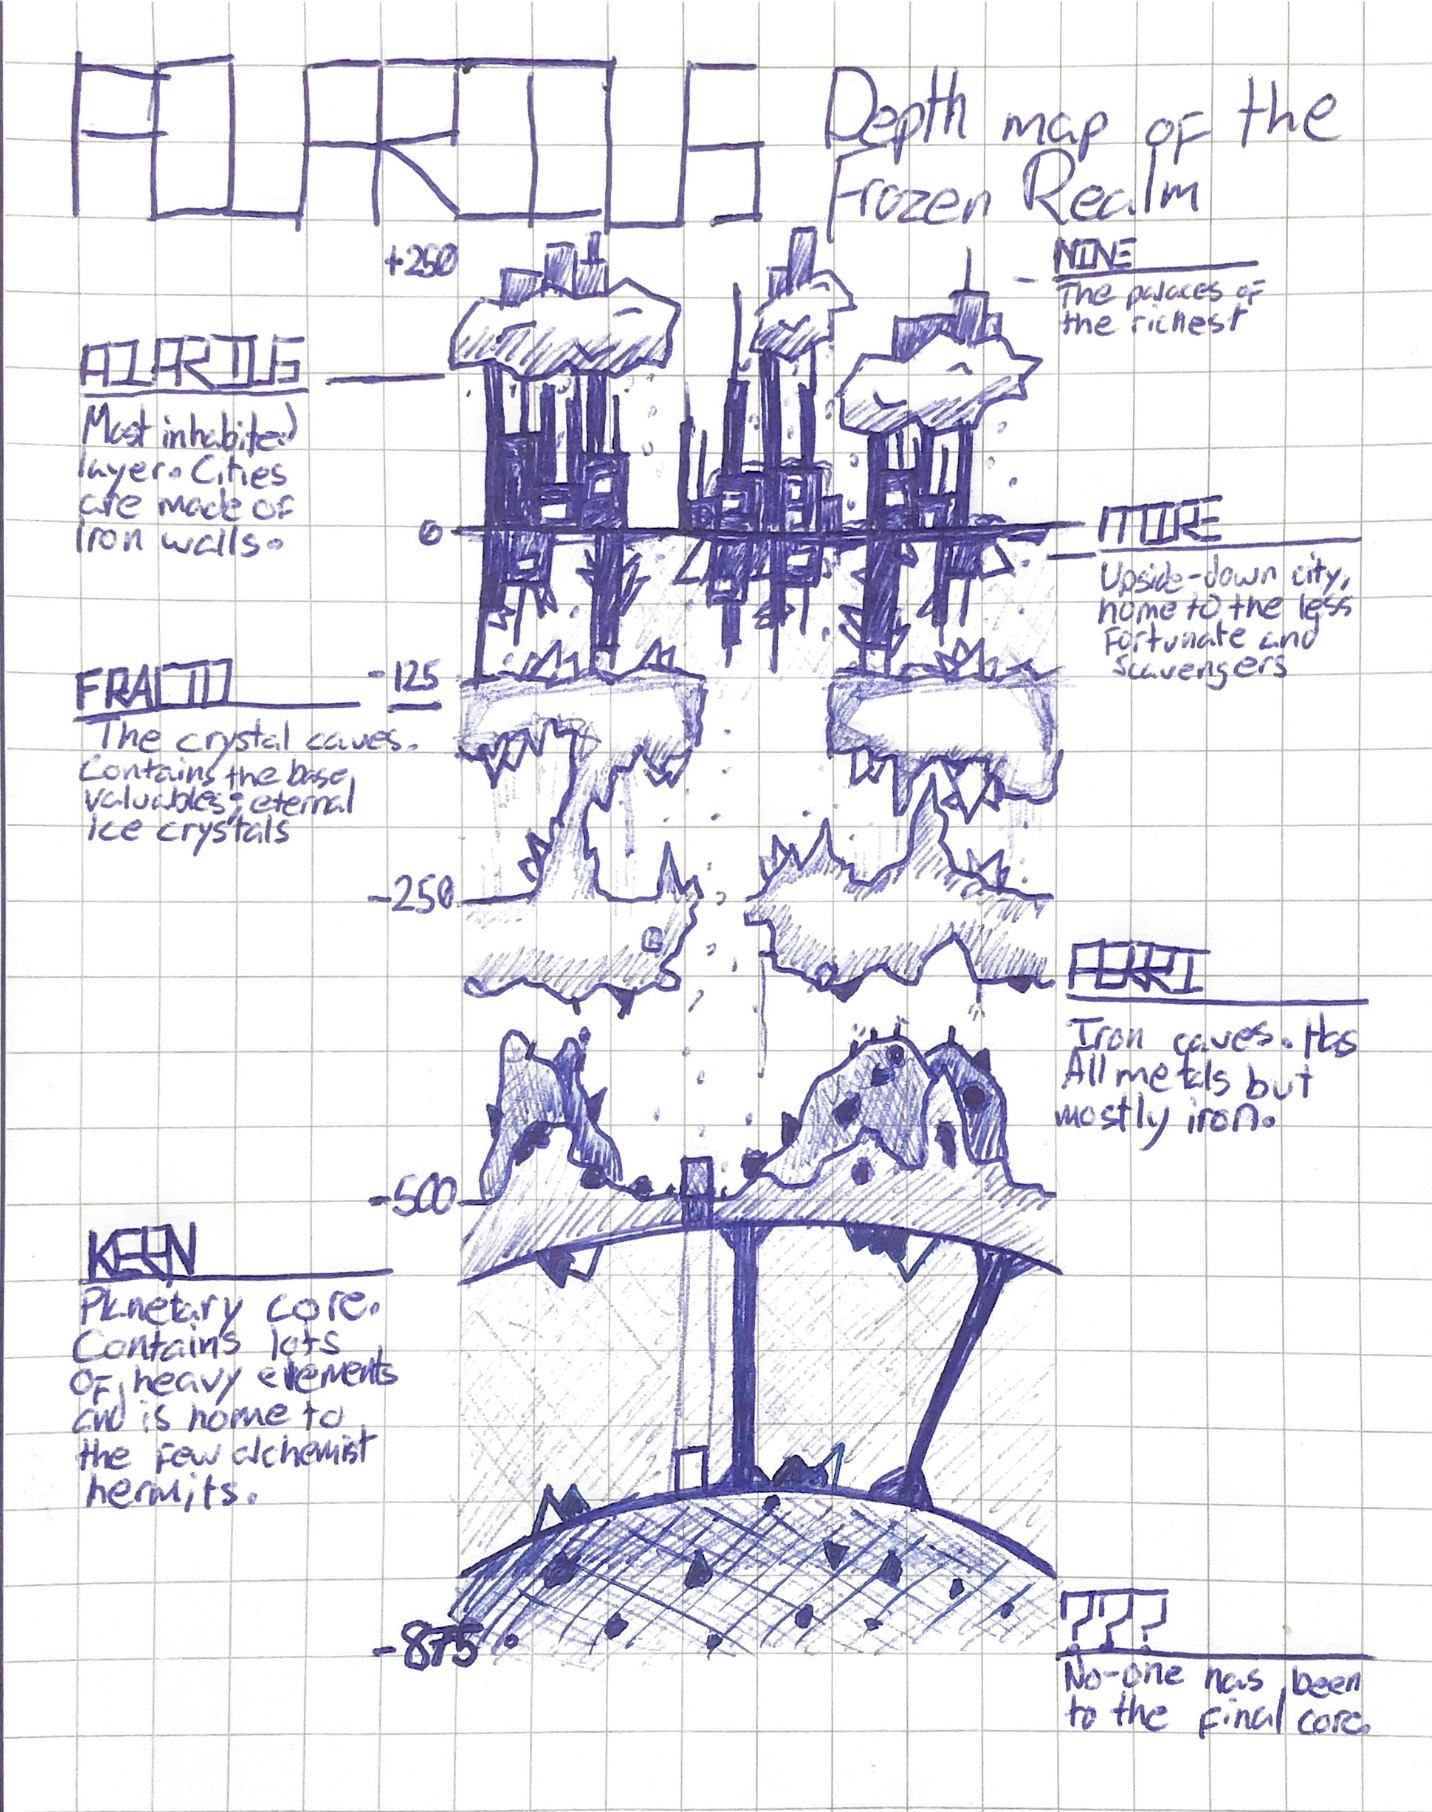 AQUARIUS
Depth map of the
Frozen Realm
+250
NINE
The palaces of
the richest
AQUARIUS
Most inhabited
layer. Cities
are made of
iron walls.
0
Upside-down city,
home to the less
fortunate and
scavengers
-125
FRACTO
The crystal caves.
Contains the base
valuables; eternal
ice crystals
-250
FERRI
Iron caves. Has
All metals but
mostly iron.
-500
KERN
Planetary core.
Contains lots
of heavy elements
and is home to
the few alchemist
hermits.
-875
???
No-one has been
to the final core.